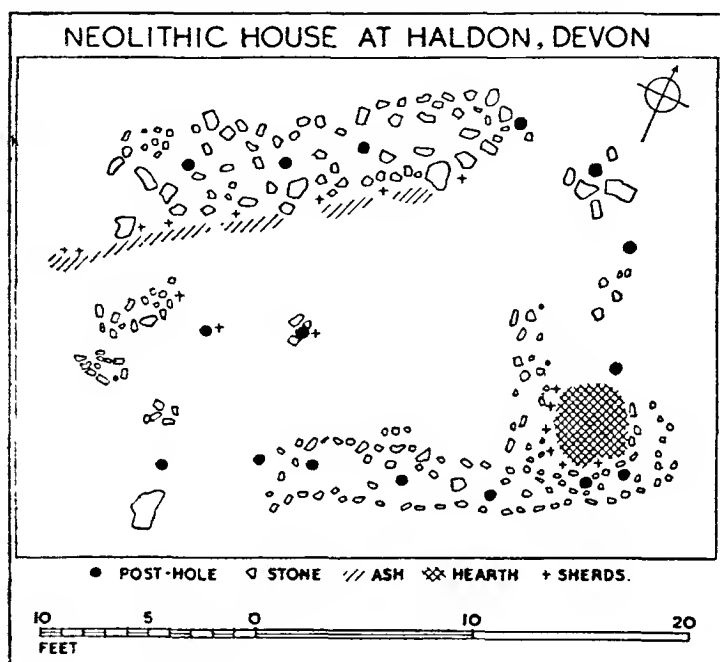 NEOLITHIC HOUSE AT HALDON, DEVON
POST-HOLE STONE ASH HEARTH SHERDS.
10 5 0 10 20
FEET